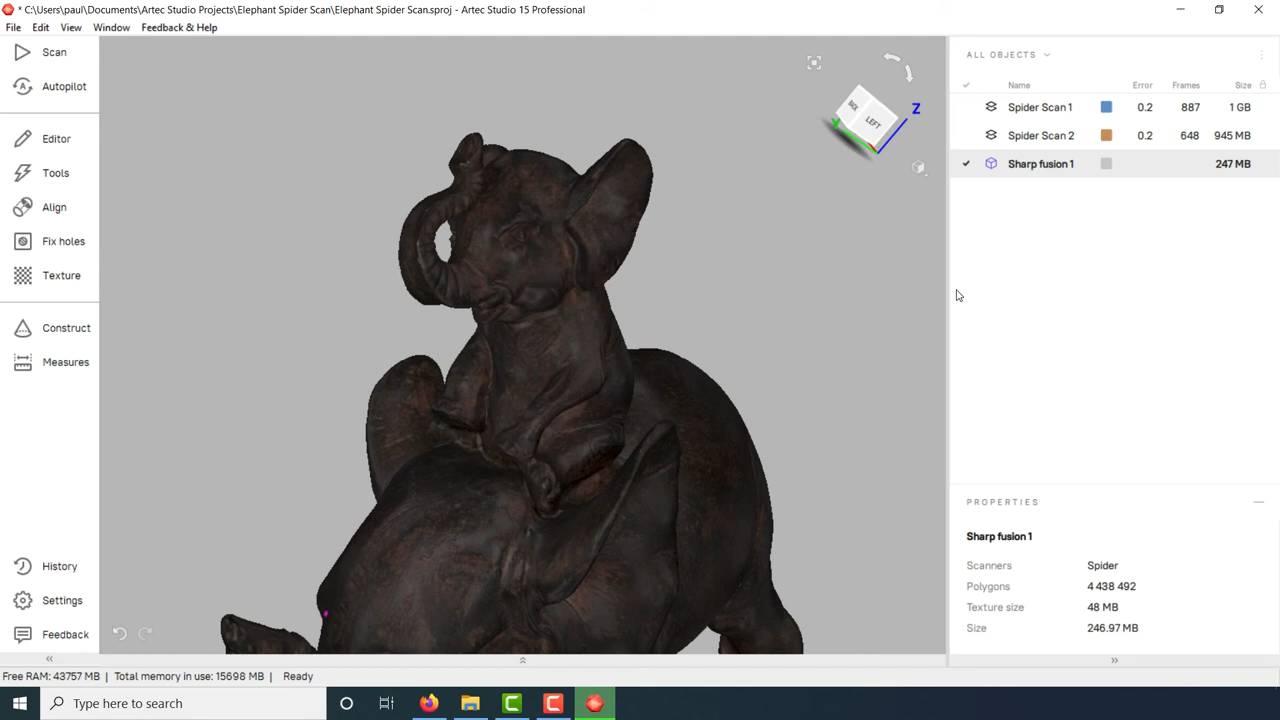 * C:\Users\paul\Documents\Artec Studio Projects\Elephant Spider Scan\Elephant Spider Scan.sproj - Artec Studio 15 Professional
File Edit View Window Feedback & Help
Scan
Autopilot
Editor
Tools
Align
Fix holes
Texture
Construct
Measures
History
Settings
Feedback
BACK LEFT Z Y
ALL OBJECTS
Name Error Frames Size
Spider Scan 1 0.2 887 1 GB
Spider Scan 2 0.2 648 945 MB
Sharp fusion 1 247 MB
PROPERTIES
Sharp fusion 1
Scanners Spider
Polygons 4 438 492
Texture size 48 MB
Size 246.97 MB
Free RAM: 43757 MB | Total memory in use: 15698 MB | Ready
Type here to search